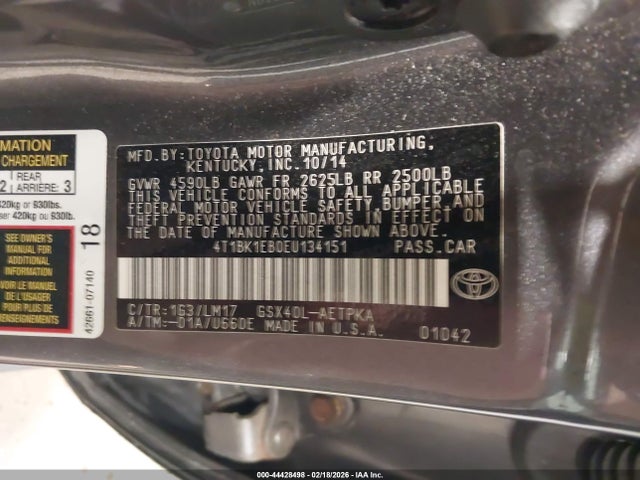 MATION
CHARGEMENT
REAR
2 ARRIÈRE: 3
420kg or 930lbs.
ser 420kg ou 930lb.
SEE OWNER'S
MANUAL FOR
ADDITIONAL
INFORMATION
VOIR LE MANUEL
DE L'USAGER
POUR PLUS DE
RENSEIGNEMENTS
18
42661-07140
MFD.BY: TOYOTA MOTOR MANUFACTURING,
KENTUCKY, INC. 10/14
GVWR 4590LB GAWR FR 2625LB RR 2500LB
THIS VEHICLE CONFORMS TO ALL APPLICABLE
FEDERAL MOTOR VEHICLE SAFETY, BUMPER, AND
THEFT PREVENTION STANDARDS IN EFFECT ON
THE DATE OF MANUFACTURE SHOWN ABOVE.
4T1BK1EB0EU134151 PASS.CAR
C/TR: 1G3/LM17 GSX40L-AETPKA
A/TM: -01A/U660E MADE IN U.S.A. 01042
000-44428498 - 02/18/2026 - IAA Inc.